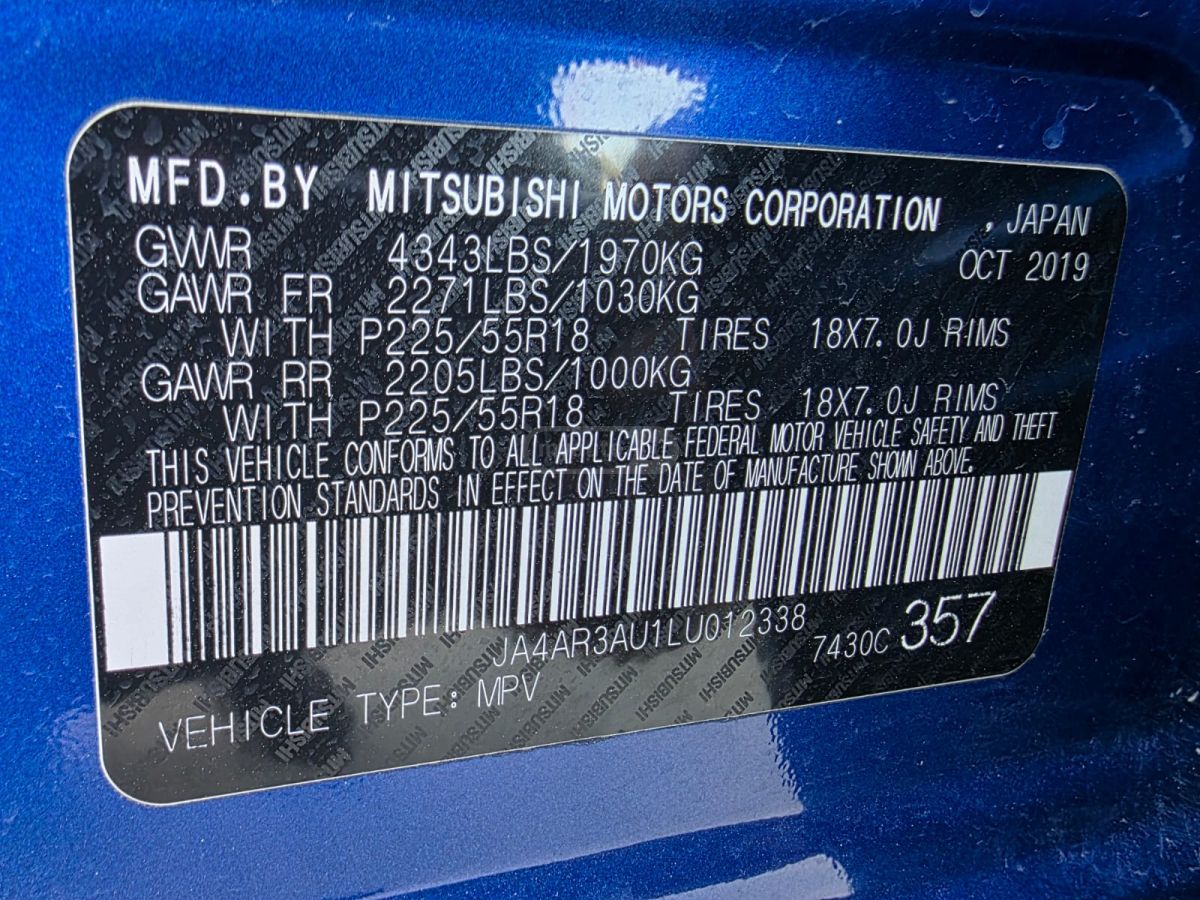 MFD.BY MITSUBISHI MOTORS CORPORATION , JAPAN
GVWR 4343LBS/1970KG OCT 2019
GAWR FR 2271LBS/1030KG
WITH P225/55R18 TIRES 18X7.0J RIMS
GAWR RR 2205LBS/1000KG
WITH P225/55R18 TIRES 18X7.0J RIMS
THIS VEHICLE CONFORMS TO ALL APPLICABLE FEDERAL MOTOR VEHICLE SAFETY AND THEFT
PREVENTION STANDARDS IN EFFECT ON THE DATE OF MANUFACTURE SHOWN ABOVE.
JA4AR3AU1LU012338 7430C 357
VEHICLE TYPE: MPV